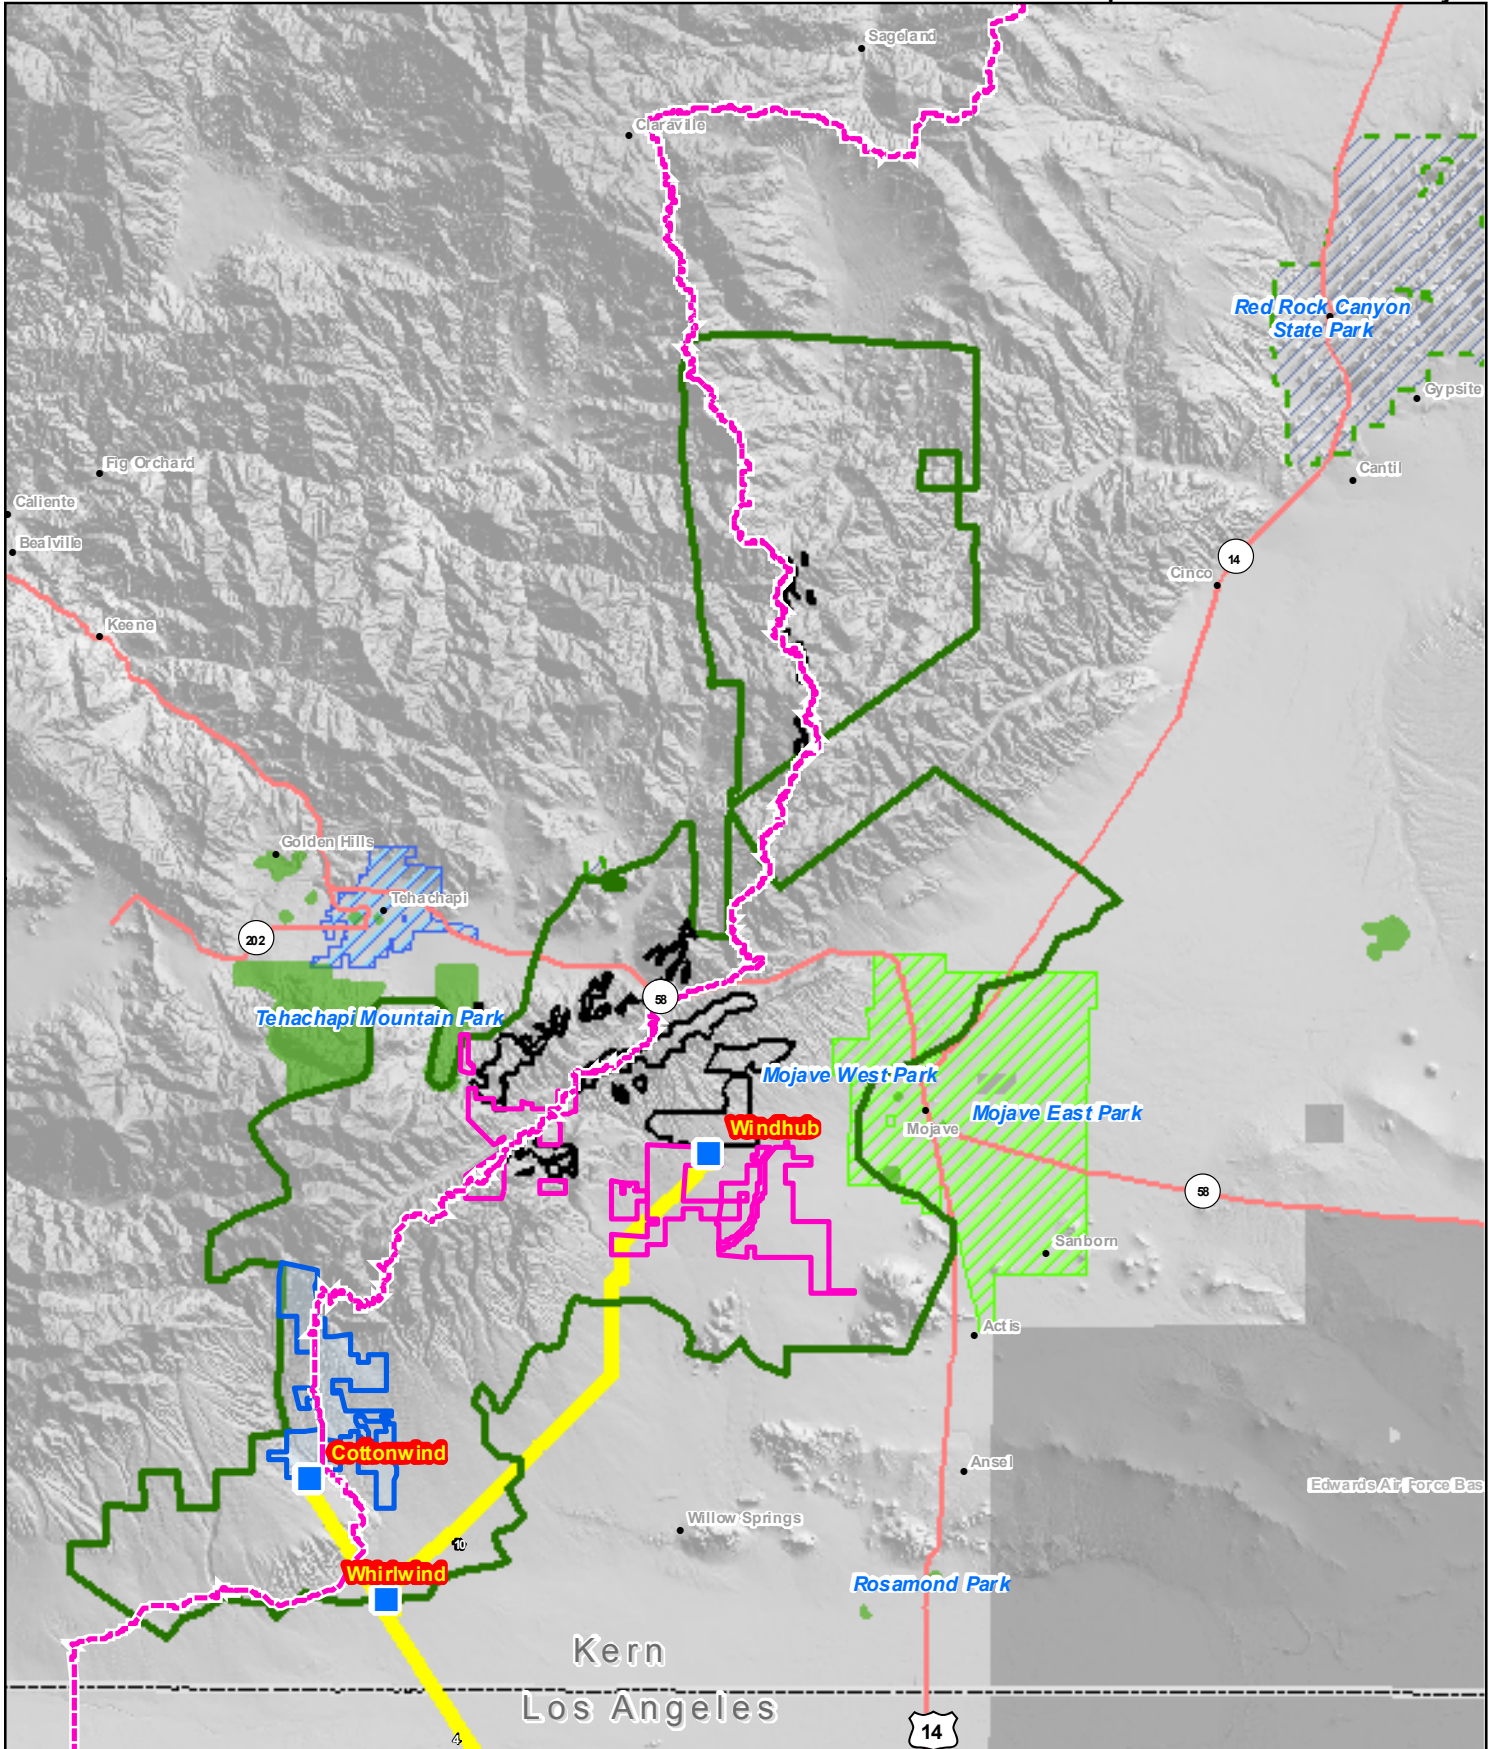 Sageland
Claraville
Red Rock Canyon
State Park
Gypsite
Fig Orchard
Cantil
Caliente
Bealville
14
Cinco
Keene
Golden Hills
Tehachapi
202
58
Tehachapi Mountain Park
Mojave West Park
Mojave East Park
Windhub
Mojave
58
Sanborn
Actis
Cottonwind
Ansel
Edwards Air Force Bas
Willow Springs
10
Whirlwind
Rosamond Park
Kern
Los Angeles
14
4